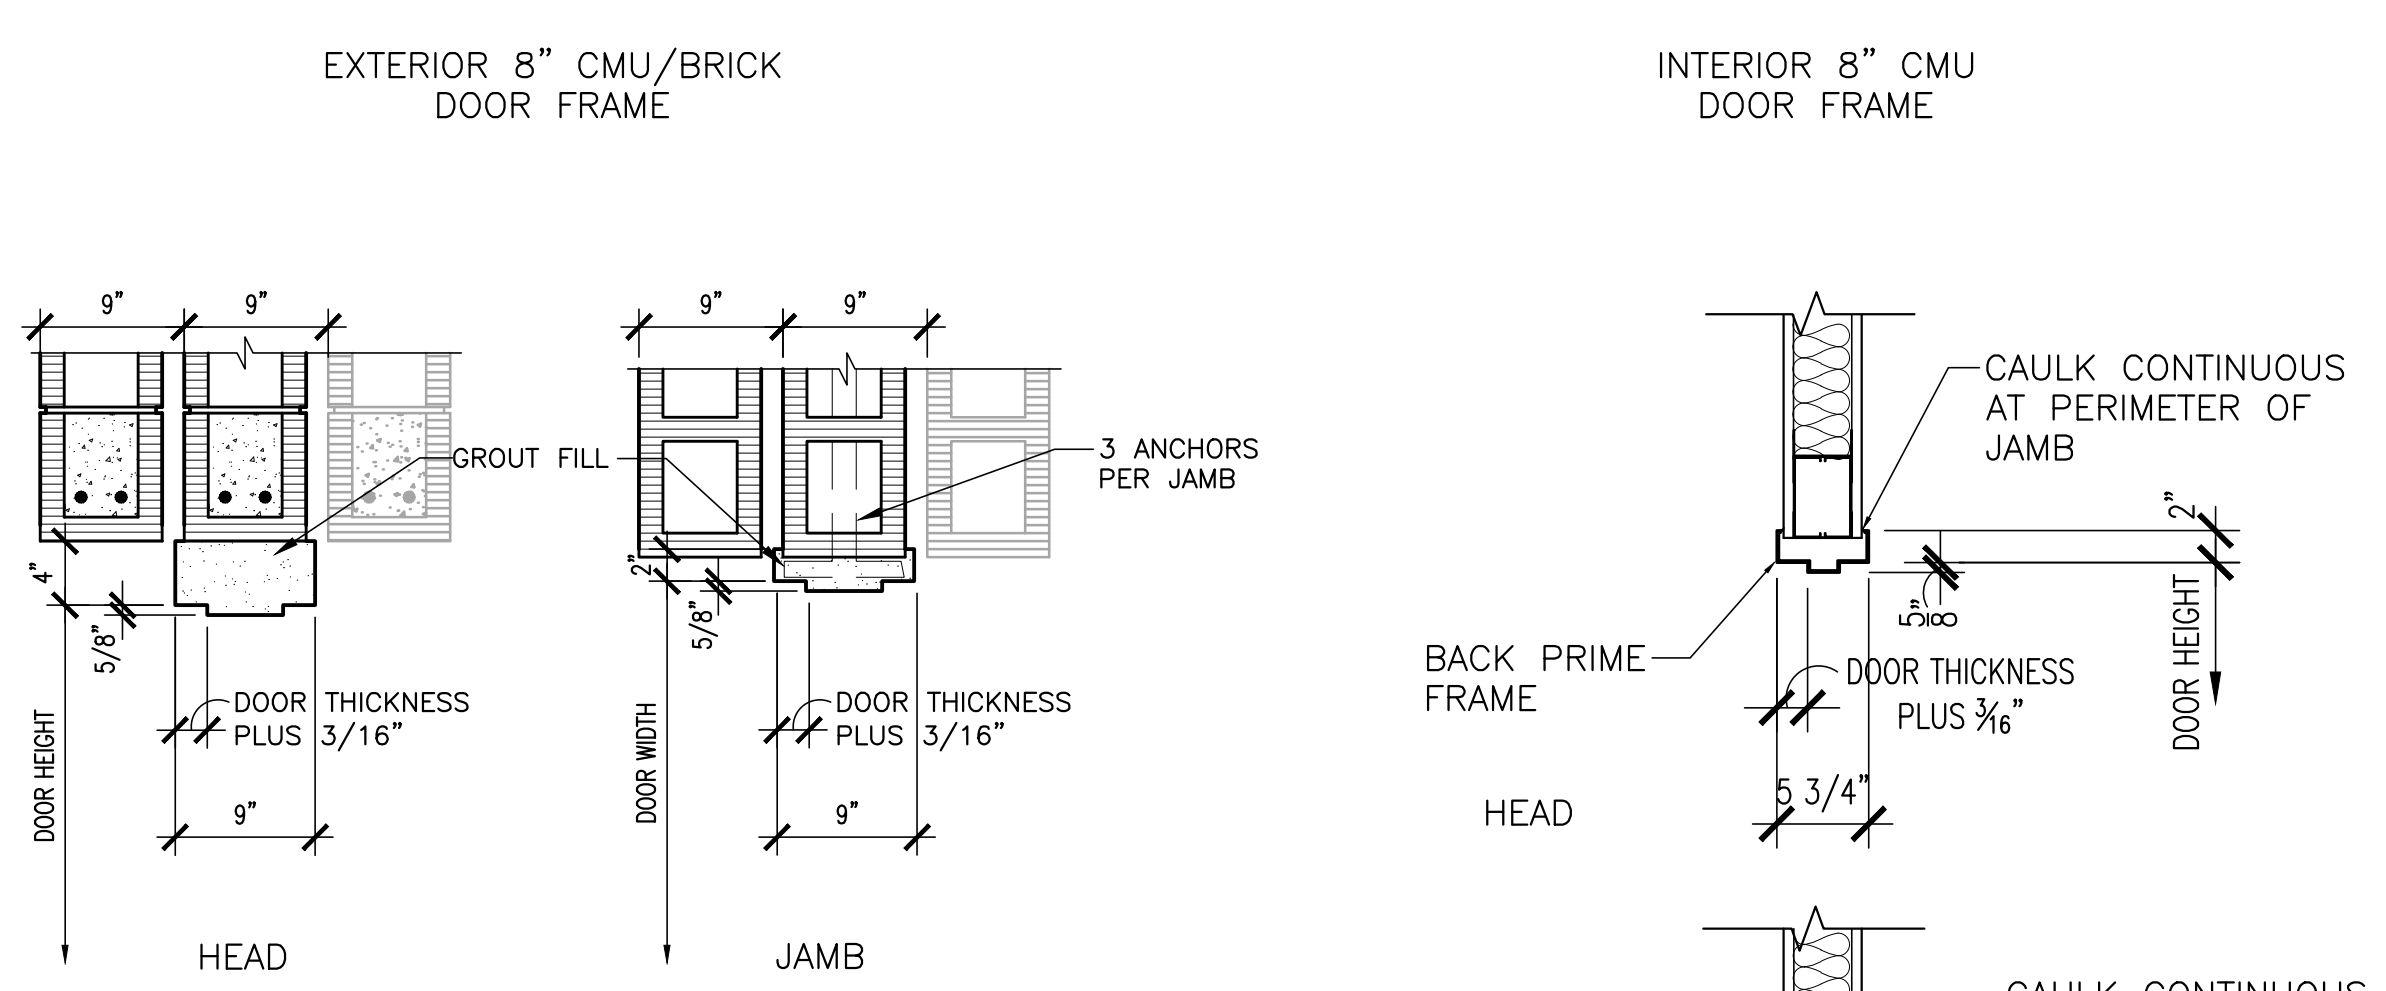 EXTERIOR 8” CMU/BRICK
DOOR FRAME
9”
9”
GROUT FILL
4”
5/8”
DOOR THICKNESS
PLUS 3/16”
DOOR HEIGHT
9”
HEAD
9”
9”
3 ANCHORS
PER JAMB
2”
5/8”
DOOR THICKNESS
PLUS 3/16”
DOOR WIDTH
9”
JAMB
INTERIOR 8” CMU
DOOR FRAME
CAULK CONTINUOUS
AT PERIMETER OF
JAMB
2”
5/8”
BACK PRIME
FRAME
DOOR THICKNESS
PLUS 3/16”
DOOR HEIGHT
5 3/4”
HEAD
CAULK CONTINUOUS